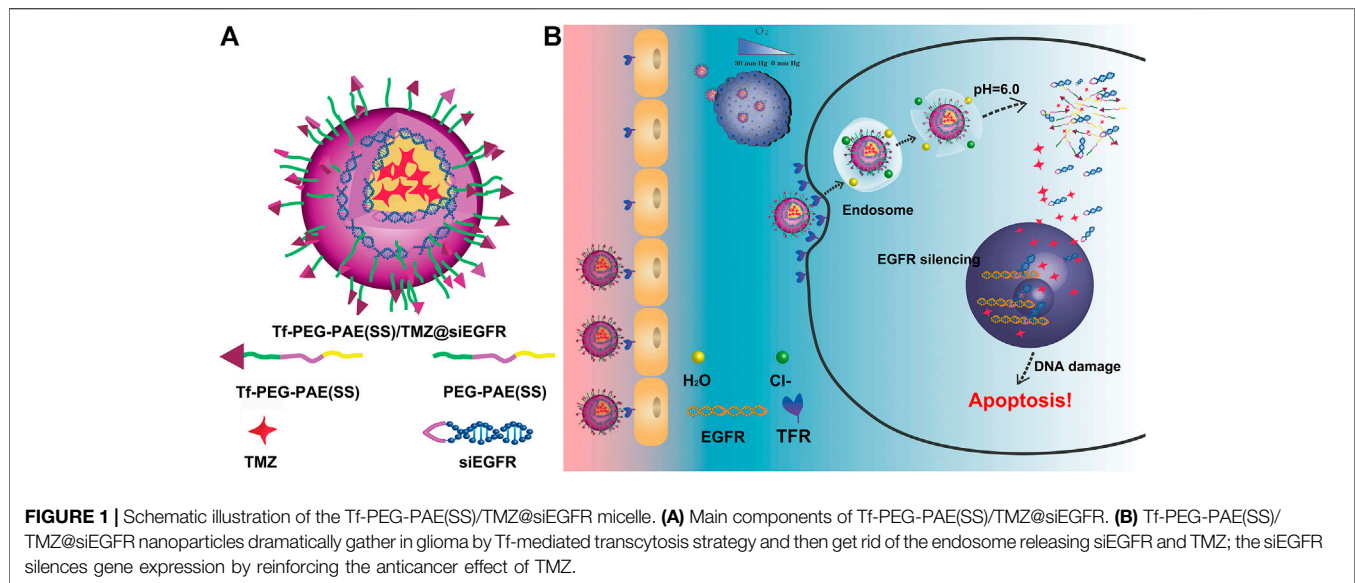 A
Tf-PEG-PAE(SS)/TMZ@siEGFR
Tf-PEG-PAE(SS)
PEG-PAE(SS)
TMZ
siEGFR
B
O₂
30 mm Hg 0 mm Hg
pH=6.0
Endosome
EGFR silencing
H₂O
Cl-
EGFR
TFR
DNA damage
Apoptosis!
FIGURE 1 | Schematic illustration of the Tf-PEG-PAE(SS)/TMZ@siEGFR micelle. (A) Main components of Tf-PEG-PAE(SS)/TMZ@siEGFR. (B) Tf-PEG-PAE(SS)/
TMZ@siEGFR nanoparticles dramatically gather in glioma by Tf-mediated transcytosis strategy and then get rid of the endosome releasing siEGFR and TMZ; the siEGFR
silences gene expression by reinforcing the anticancer effect of TMZ.